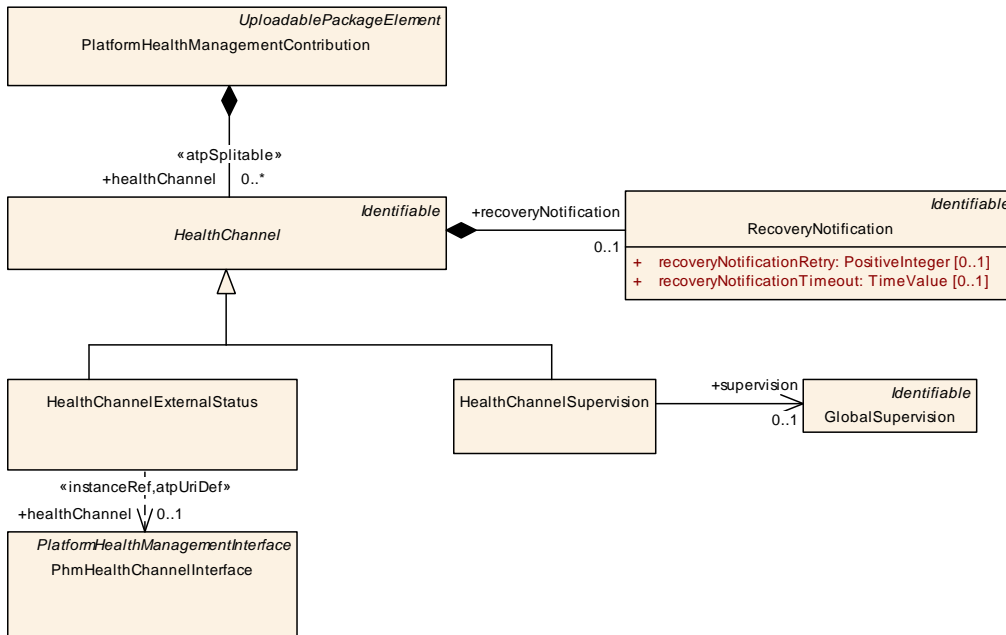 UploadablePackageElement
PlatformHealthManagementContribution
«atpSplitable»
+healthChannel 0..*
Identifiable
HealthChannel
+recoveryNotification
0..1
Identifiable
RecoveryNotification
+ recoveryNotificationRetry: PositiveInteger [0..1]
+ recoveryNotificationTimeout: TimeValue [0..1]
HealthChannelExternalStatus
HealthChannelSupervision
+supervision
0..1
Identifiable
GlobalSupervision
«instanceRef,atpUriDef»
+healthChannel 0..1
PlatformHealthManagementInterface
PhmHealthChannelInterface